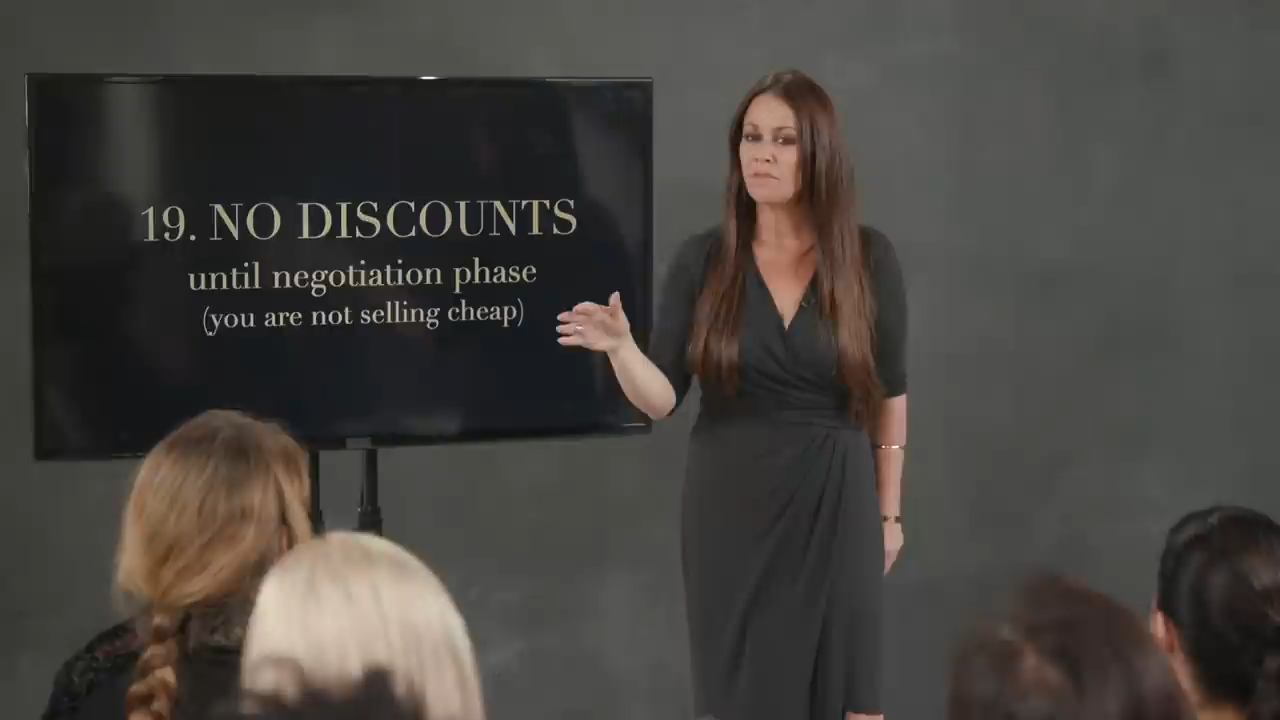 19. NO DISCOUNTS
until negotiation phase
(you are not selling cheap)